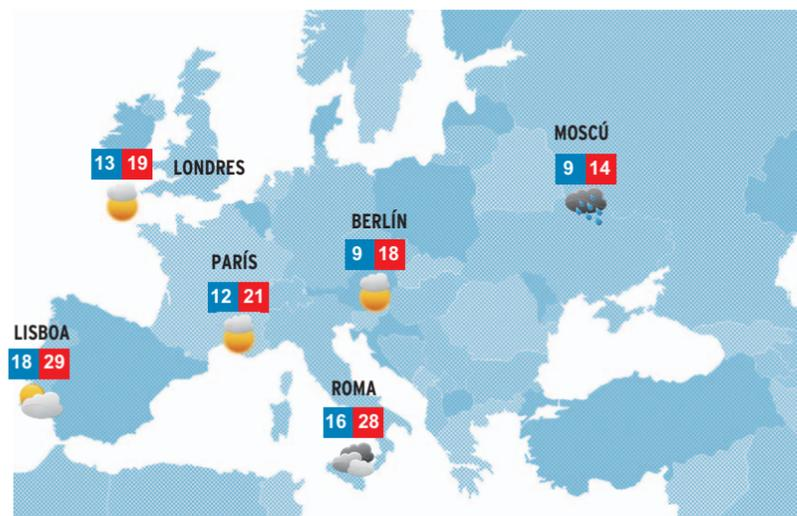 MOSCÚ
9 14
13 19
LONDRES
BERLÍN
9 18
PARÍS
12 21
LISBOA
18 29
ROMA
16 28